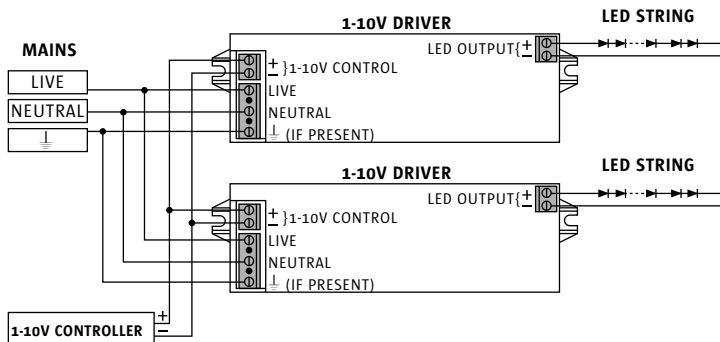 1-10V DRIVER
LED STRING
MAINS
LED OUTPUT{+
−
+
− }1-10V CONTROL
LIVE
LIVE
NEUTRAL
NEUTRAL
⏚ (IF PRESENT)
⏚
1-10V DRIVER
LED STRING
LED OUTPUT{+
−
+
− }1-10V CONTROL
LIVE
NEUTRAL
⏚ (IF PRESENT)
+
1-10V CONTROLLER −